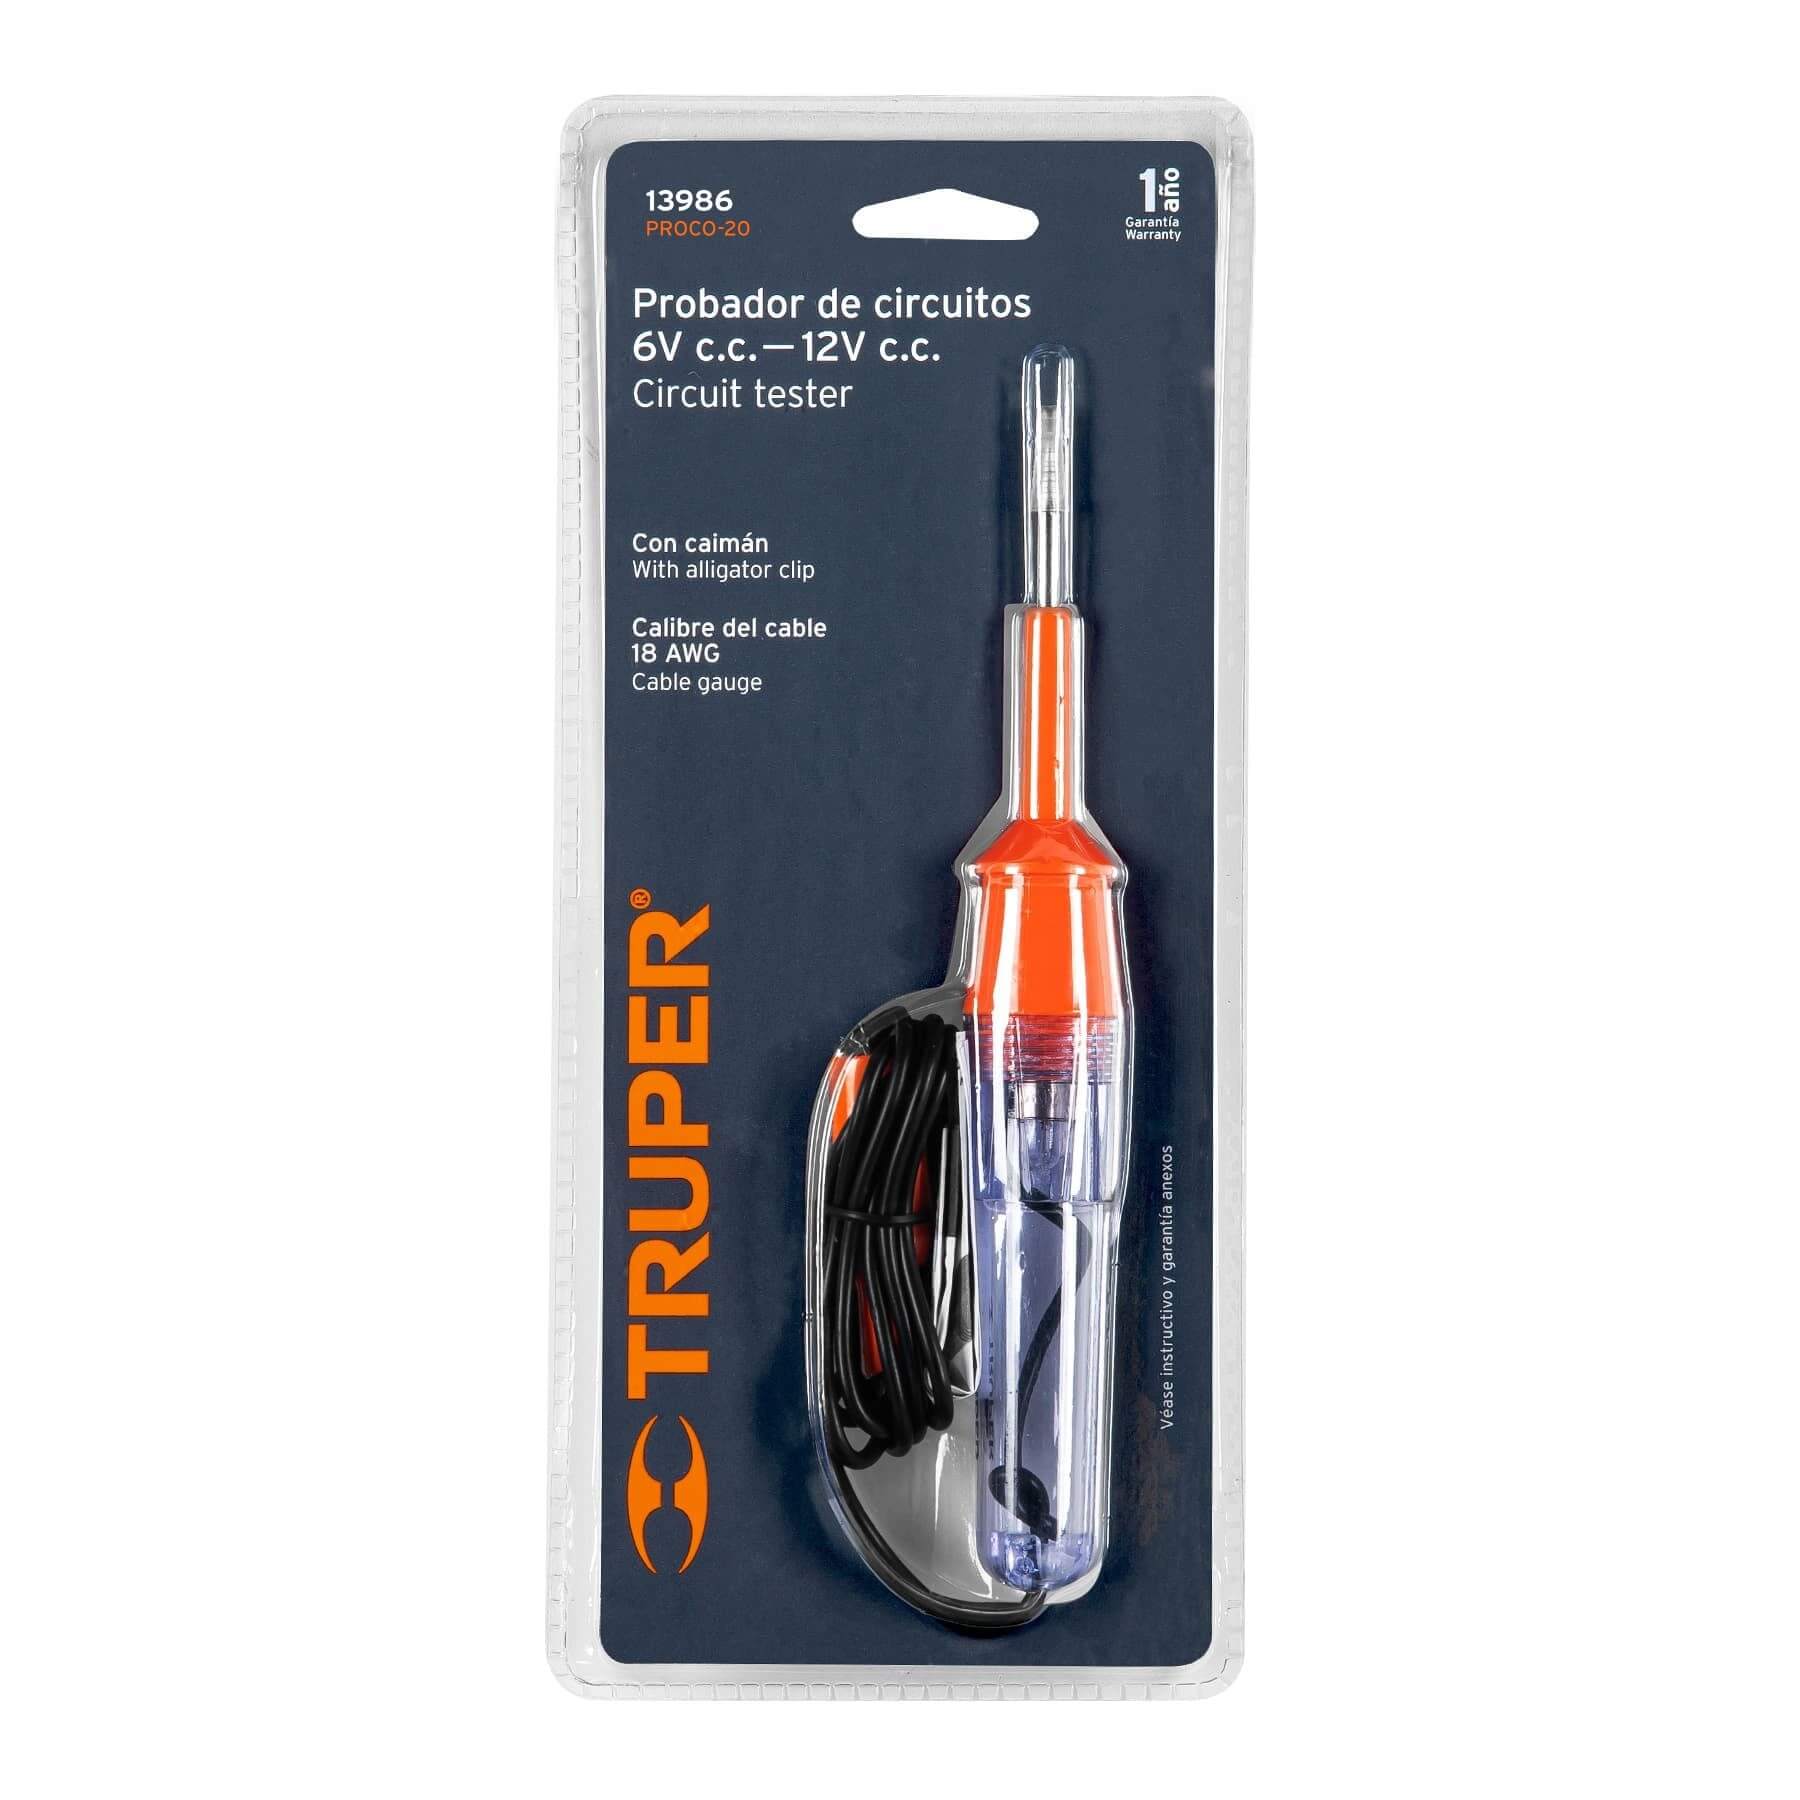 13986
PROCO-20
1 año
Garantía
Warranty
Probador de circuitos
6V c.c.—12V c.c.
Circuit tester
Con caimán
With alligator clip
Calibre del cable
18 AWG
Cable gauge
TRUPER®
Véase instructivo y garantía anexos